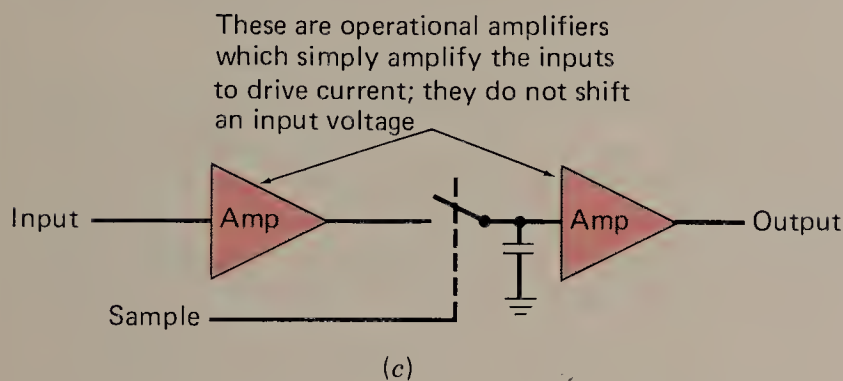 These are operational amplifiers
which simply amplify the inputs
to drive current; they do not shift
an input voltage
Input
Amp
Amp
Output
Sample
(c)